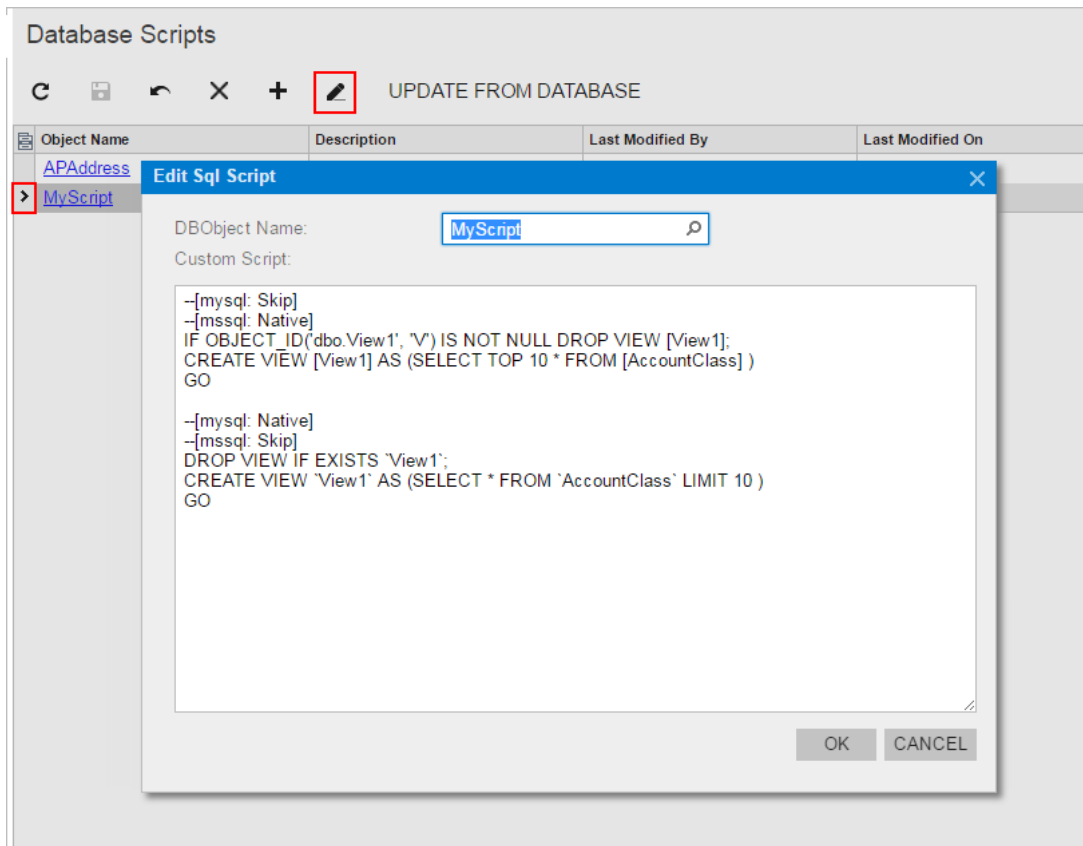 Database Scripts
UPDATE FROM DATABASE
Object Name Description Last Modified By Last Modified On
APAddress
MyScript
Edit Sql Script
DBObject Name: MyScript
Custom Script:
--[mysql: Skip]
--[mssql: Native]
IF OBJECT_ID('dbo.View1', 'V') IS NOT NULL DROP VIEW [View1];
CREATE VIEW [View1] AS (SELECT TOP 10 * FROM [AccountClass] )
GO
--[mysql: Native]
--[mssql: Skip]
DROP VIEW IF EXISTS `View1`;
CREATE VIEW `View1` AS (SELECT * FROM `AccountClass` LIMIT 10 )
GO
OK CANCEL